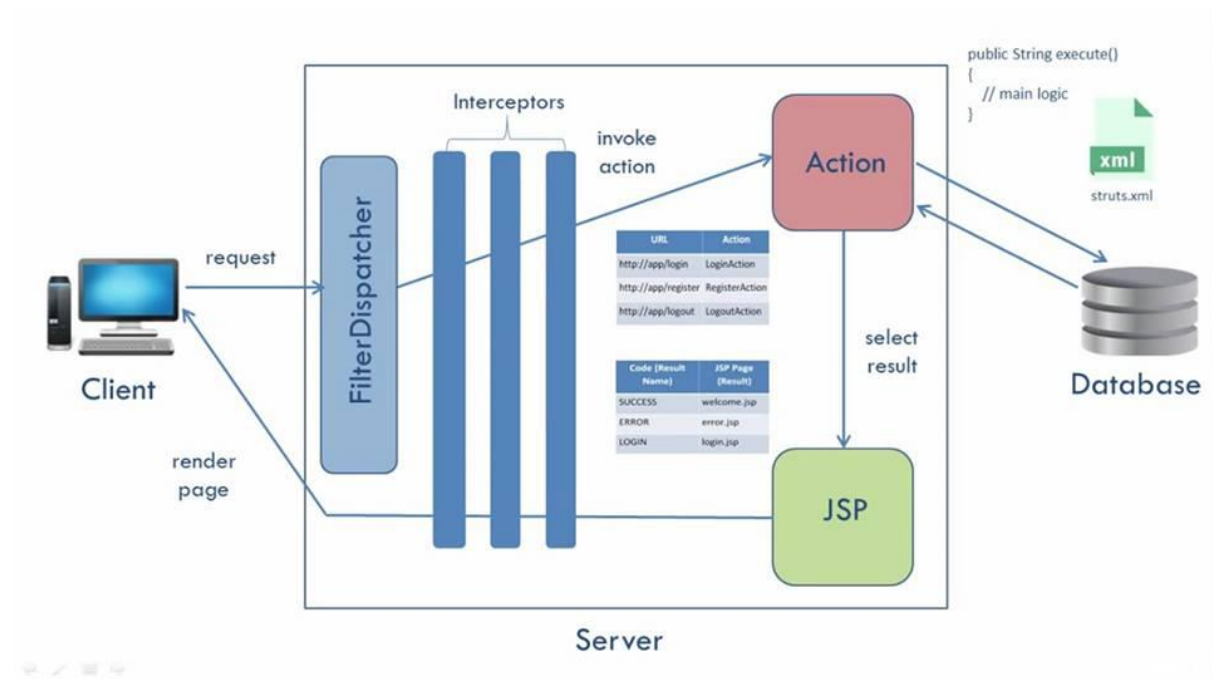 public String execute()
{
// main logic
}
xml
struts.xml
Interceptors
invoke
action
Action
FilterDispatcher
request
Client
URL Action
http://app/login LoginAction
http://app/register RegisterAction
http://app/logout LogoutAction
select
result
Code (Result
Name)
JSP Page
(Result)
SUCCESS welcome.jsp
ERROR error.jsp
LOGIN login.jsp
Database
render
page
JSP
Server